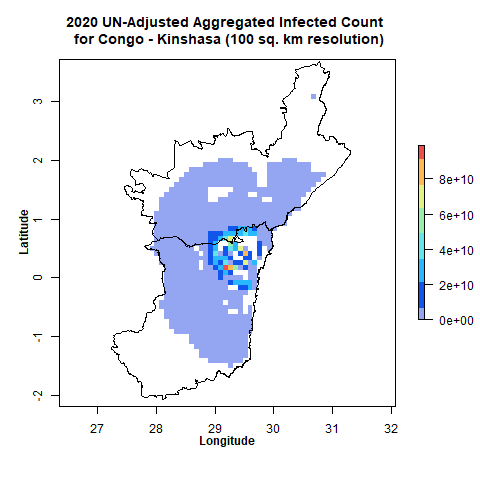 2020 UN-Adjusted Aggregated Infected Count
for Congo - Kinshasa (100 sq. km resolution)
3
2
1
0
-1
-2
Latitude
27
28
29
30
31
32
Longitude
8e+10
6e+10
4e+10
2e+10
0e+00